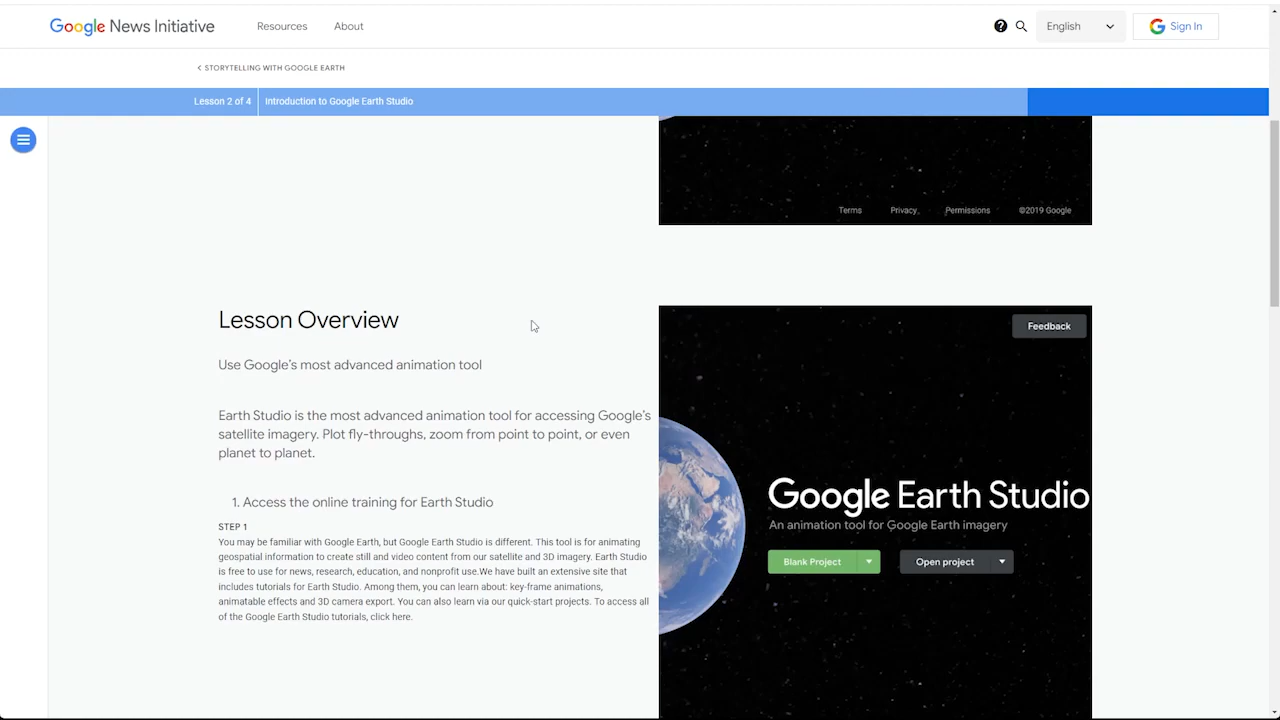 Google News Initiative
Resources
About
English
Sign In
STORYTELLING WITH GOOGLE EARTH
Lesson 2 of 4
Introduction to Google Earth Studio
Terms
Privacy
Permissions
©2019 Google
Lesson Overview
Use Google's most advanced animation tool
Earth Studio is the most advanced animation tool for accessing Google's
satellite imagery. Plot fly-throughs, zoom from point to point, or even
planet to planet.
1. Access the online training for Earth Studio
STEP 1
You may be familiar with Google Earth, but Google Earth Studio is different. This tool is for animating
geospatial information to create still and video content from our satellite and 3D imagery. Earth Studio
is free to use for news, research, education, and nonprofit use.We have built an extensive site that
includes tutorials for Earth Studio. Among them, you can learn about: key-frame animations,
animatable effects and 3D camera export. You can also learn via our quick-start projects. To access all
of the Google Earth Studio tutorials, click here.
Feedback
Google Earth Studio
An animation tool for Google Earth imagery
Blank Project
Open project